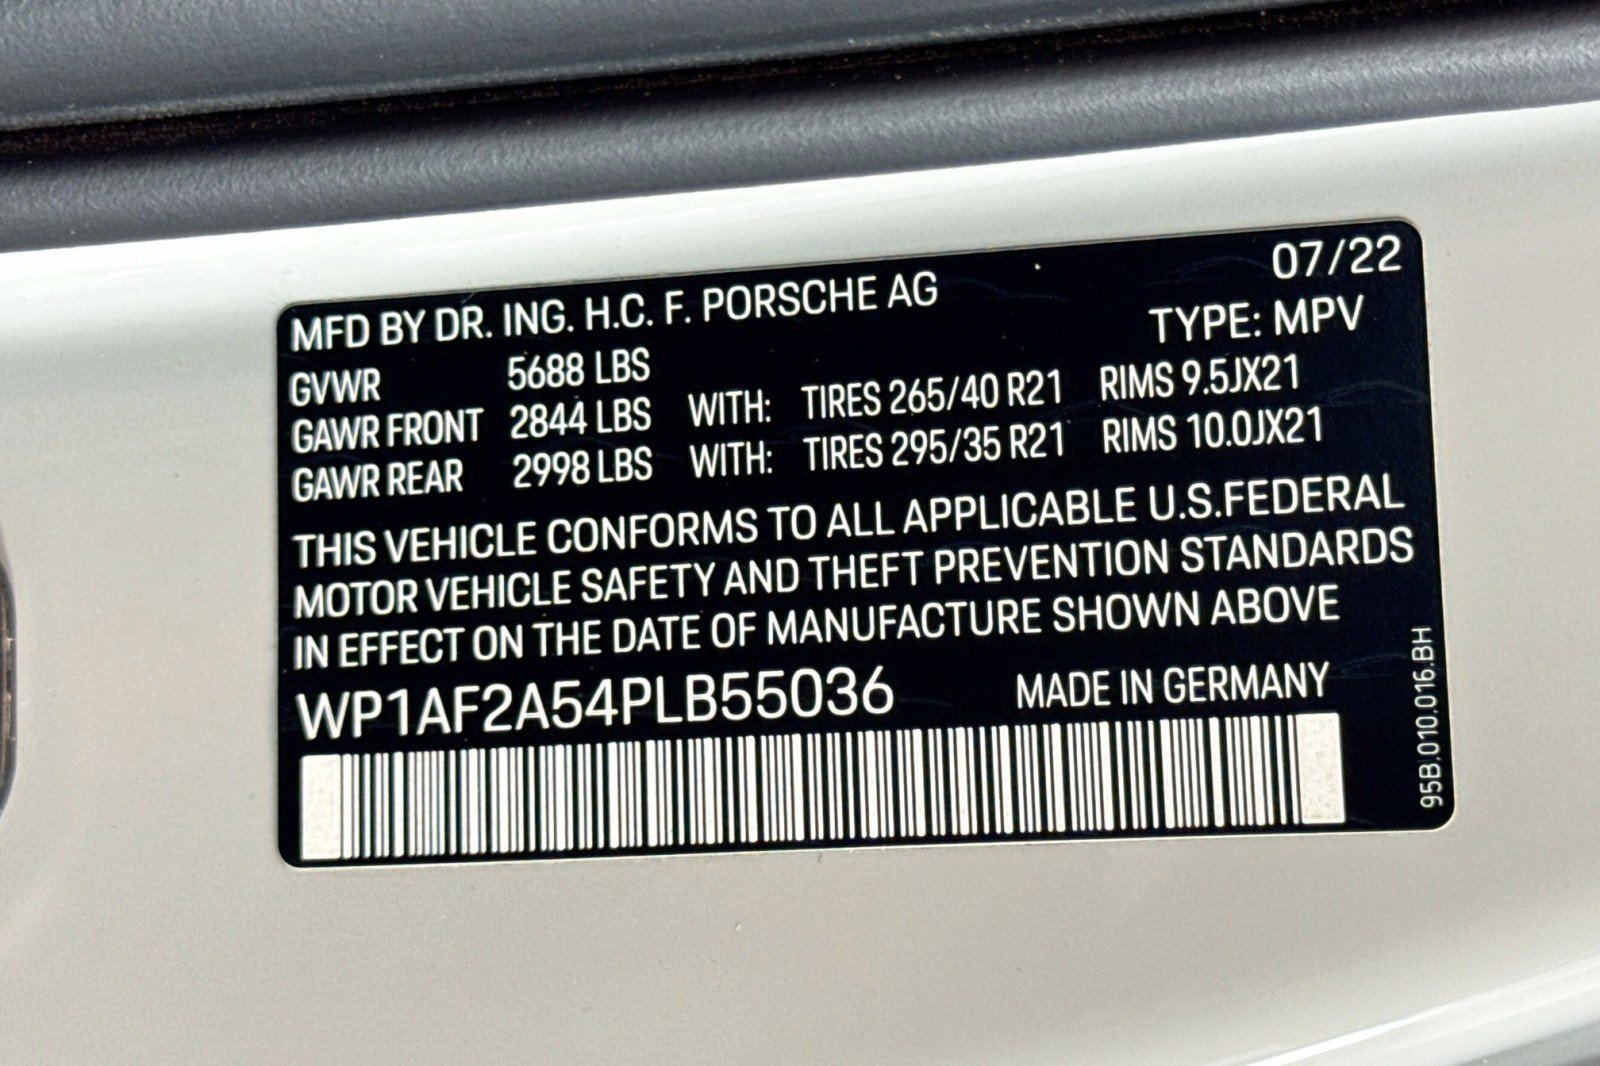 07/22
MFD BY DR. ING. H.C. F. PORSCHE AG
TYPE: MPV
GVWR 5688 LBS
GAWR FRONT 2844 LBS WITH: TIRES 265/40 R21 RIMS 9.5JX21
GAWR REAR 2998 LBS WITH: TIRES 295/35 R21 RIMS 10.0JX21
THIS VEHICLE CONFORMS TO ALL APPLICABLE U.S.FEDERAL
MOTOR VEHICLE SAFETY AND THEFT PREVENTION STANDARDS
IN EFFECT ON THE DATE OF MANUFACTURE SHOWN ABOVE
WP1AF2A54PLB55036 MADE IN GERMANY
95B.010.016.BH